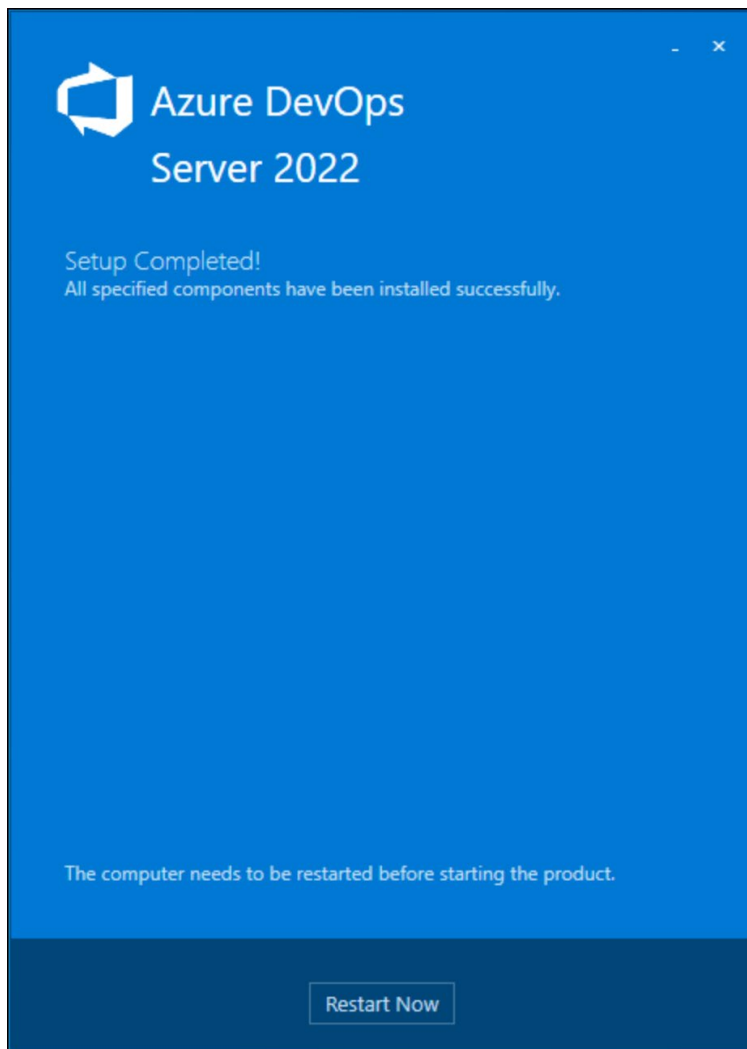 Azure DevOps
Server 2022
Setup Completed!
All specified components have been installed successfully.
The computer needs to be restarted before starting the product.
Restart Now